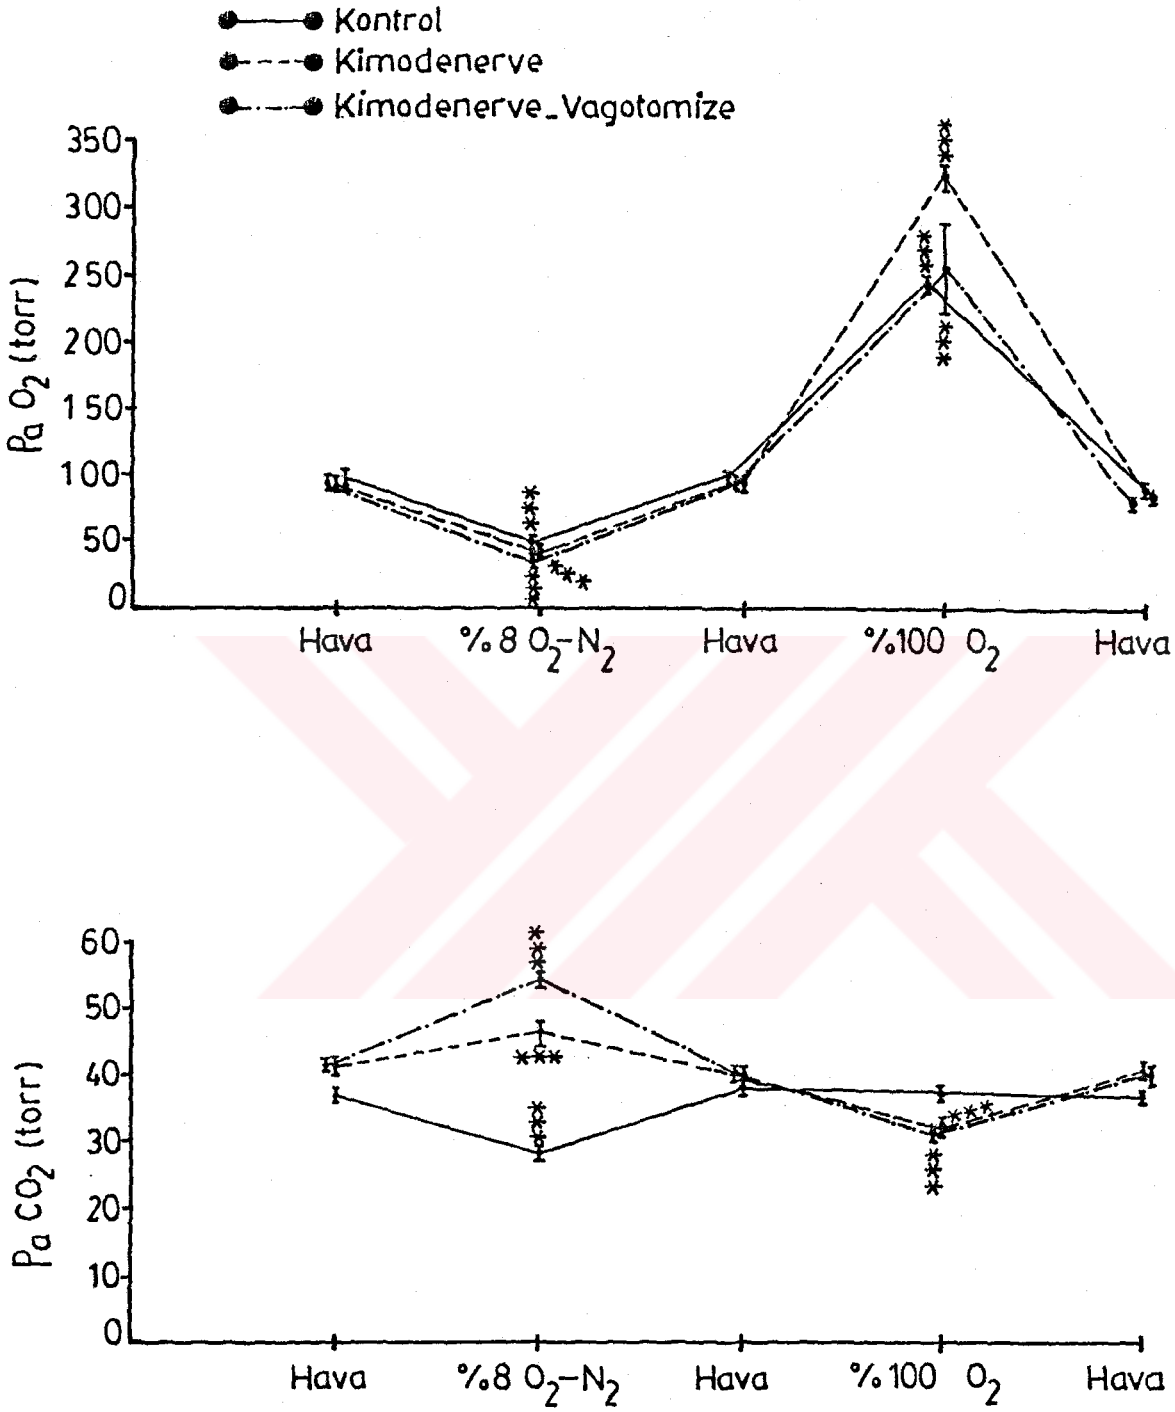 Kontrol
Kimodenerve
Kimodenerve-Vagotomize
Pa O₂ (torr)
350
300
250
200
150
100
50
0
Hava %8 O₂-N₂ Hava %100 O₂ Hava
Pa CO₂ (torr)
60
50
40
30
20
10
0
Hava %8 O₂-N₂ Hava %100 O₂ Hava